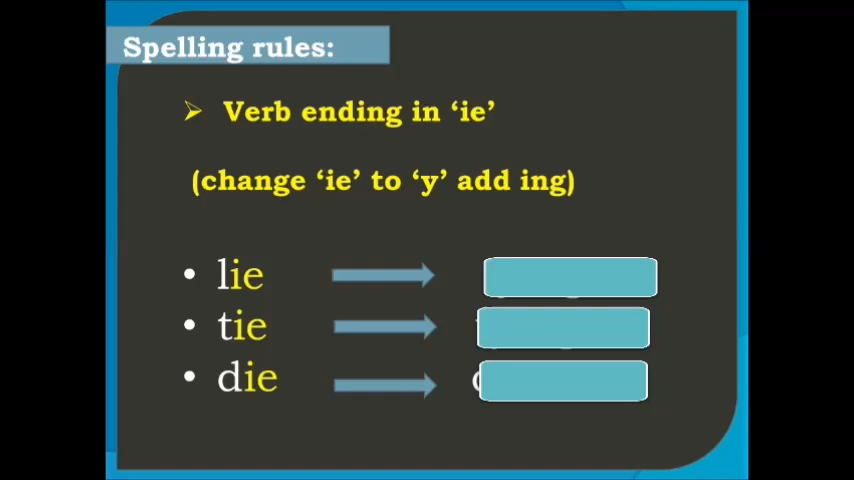 Spelling rules:
Verb ending in ‘ie’
(change ‘ie’ to ‘y’ add ing)
• lie
• tie
• die